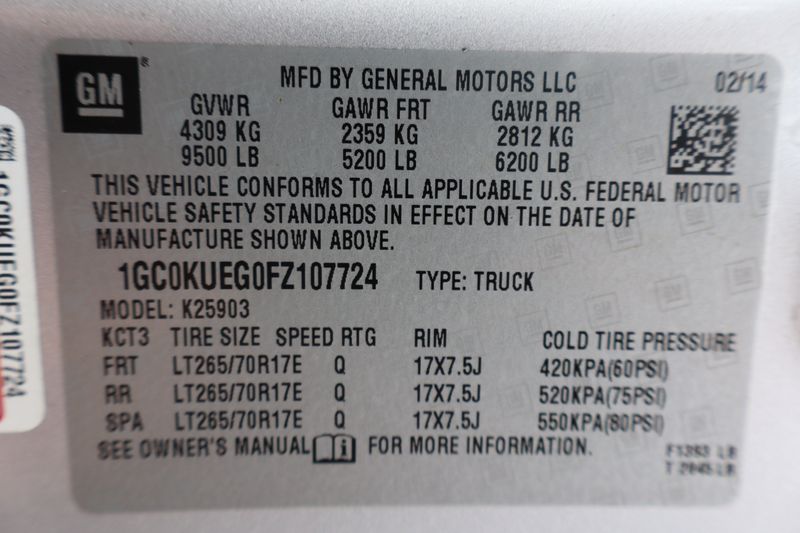 GM
MFD BY GENERAL MOTORS LLC 02/14
GVWR GAWR FRT GAWR RR
4309 KG 2359 KG 2812 KG
9500 LB 5200 LB 6200 LB
THIS VEHICLE CONFORMS TO ALL APPLICABLE U.S. FEDERAL MOTOR
VEHICLE SAFETY STANDARDS IN EFFECT ON THE DATE OF
MANUFACTURE SHOWN ABOVE.
1GC0KUEG0FZ107724 TYPE: TRUCK
MODEL: K25903
KCT3 TIRE SIZE SPEED RTG RIM COLD TIRE PRESSURE
FRT LT265/70R17E Q 17X7.5J 420KPA(60PSI)
RR LT265/70R17E Q 17X7.5J 520KPA(75PSI)
SPA LT265/70R17E Q 17X7.5J 550KPA(80PSI)
SEE OWNER'S MANUAL FOR MORE INFORMATION.
1GC0KUEG0FZ107724